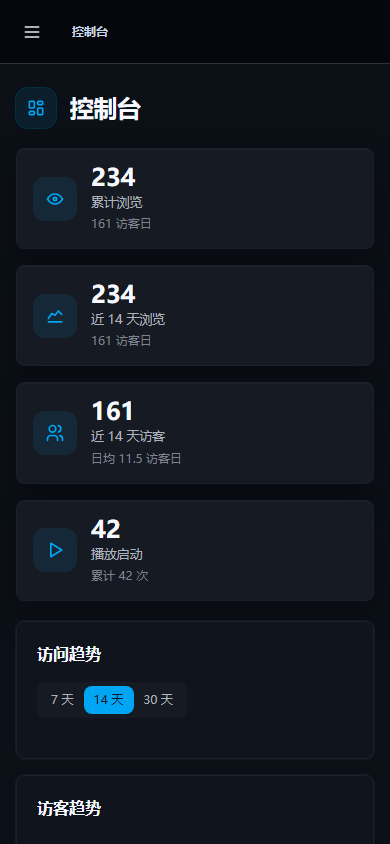 控制台
控制台
234
累计浏览
161 访客日
234
近 14 天浏览
161 访客日
161
近 14 天访客
日均 11.5 访客日
42
播放启动
累计 42 次
访问趋势
7 天 14 天 30 天
访客趋势